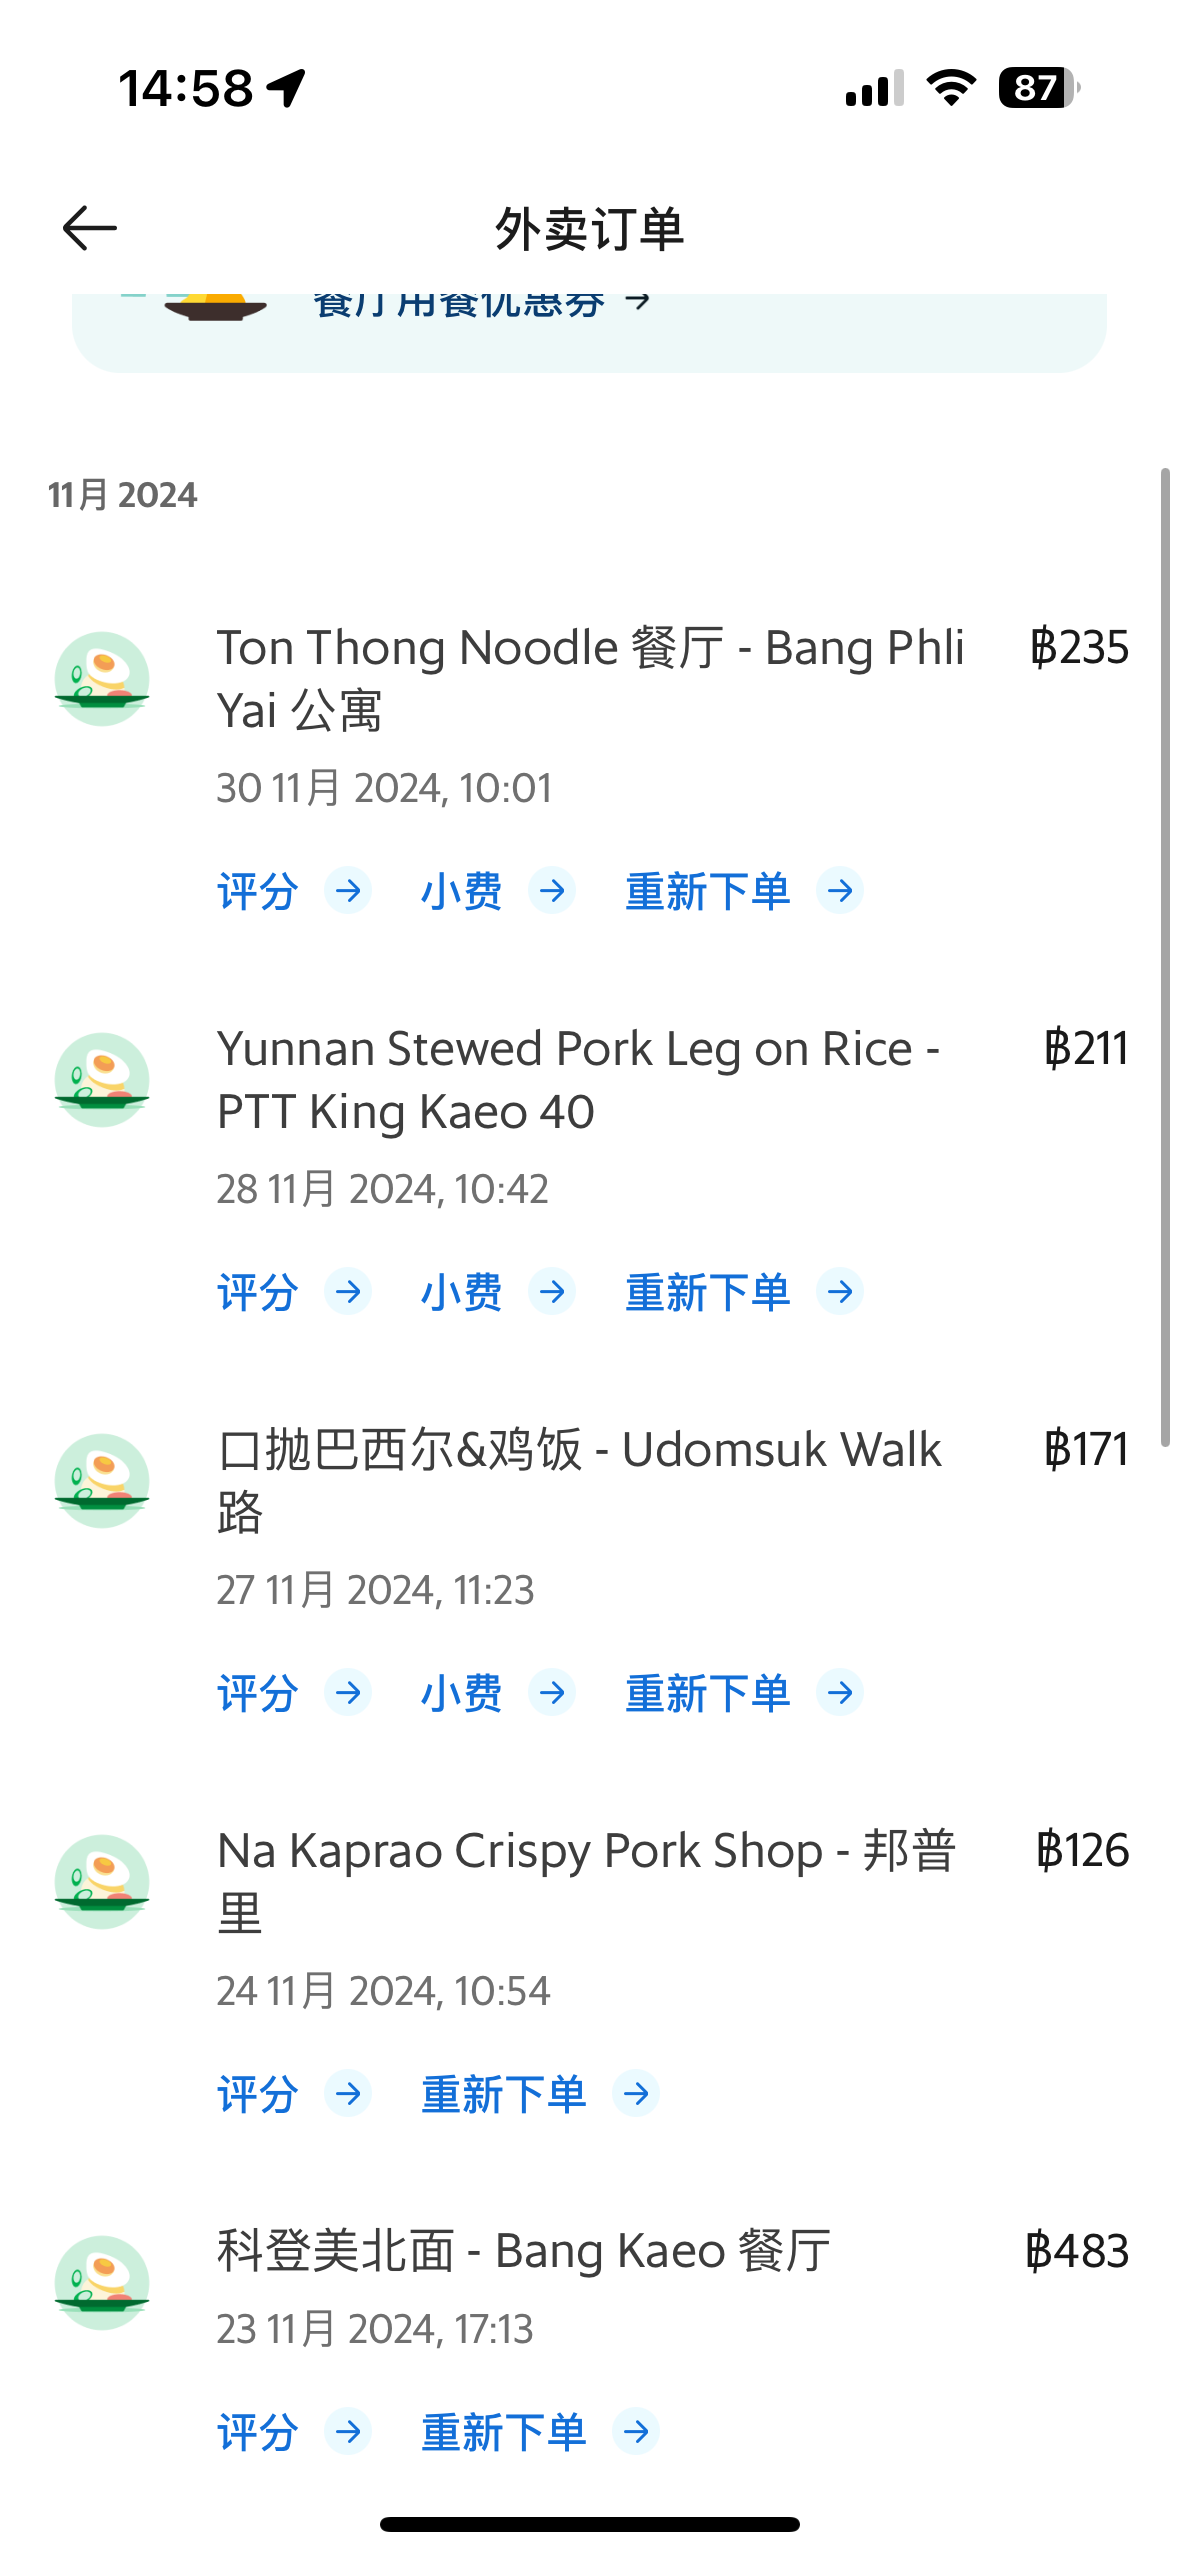 14:58
87
外卖订单
餐厅用餐优惠券
11月 2024
Ton Thong Noodle 餐厅 - Bang Phli
Yai 公寓
฿235
30 11月 2024, 10:01
评分 小费 重新下单
Yunnan Stewed Pork Leg on Rice -
PTT King Kaeo 40
฿211
28 11月 2024, 10:42
评分 小费 重新下单
口抛巴西尔&鸡饭 - Udomsuk Walk
路
฿171
27 11月 2024, 11:23
评分 小费 重新下单
Na Kaprao Crispy Pork Shop - 邦普
里
฿126
24 11月 2024, 10:54
评分 重新下单
科登美北面 - Bang Kaeo 餐厅
฿483
23 11月 2024, 17:13
评分 重新下单